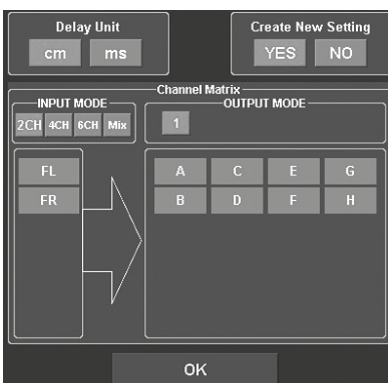 Delay Unit
Create New Setting
cm ms
YES NO
Channel Matrix
INPUT MODE
OUTPUT MODE
2CH 4CH 6CH Mix
1
FL
FR
A C E G
B D F H
OK